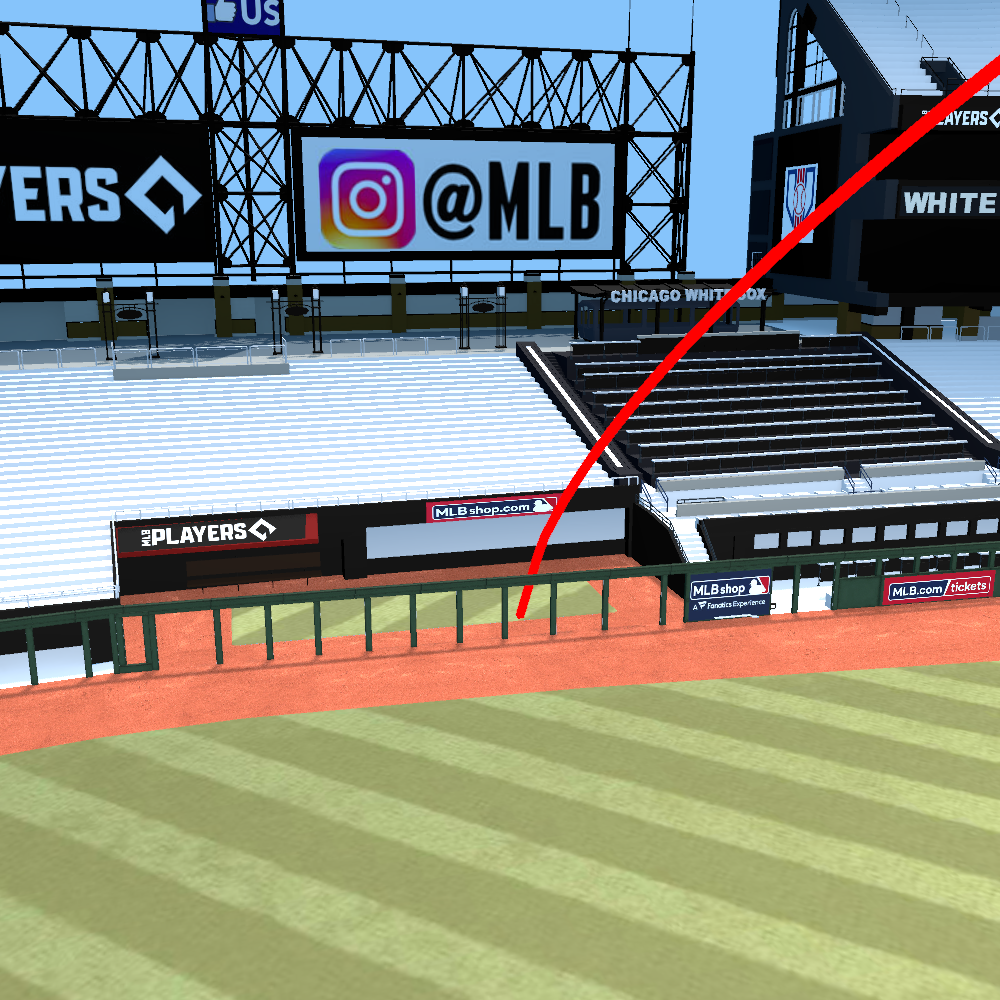 US
YERS
@MLB
PLAYERS
WHITE
CHICAGO WHITE SOX
MLB PLAYERS
MLBshop.com
MLBshop
A Fanatics Experience
MLB.com/tickets